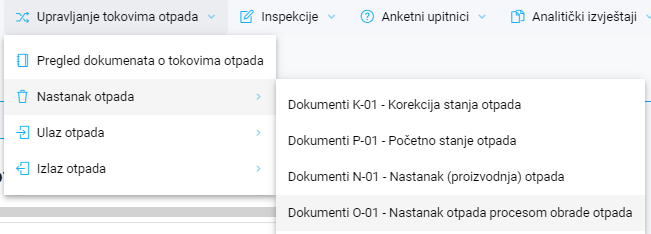 Upravljanje tokovima otpada
Inspekcije
Anketni upitnici
Analitički izvještaji
Pregled dokumenata o tokovima otpada
Nastanak otpada
Dokumenti K-01 - Korekcija stanja otpada
Dokumenti P-01 - Početno stanje otpada
Dokumenti N-01 - Nastanak (proizvodnja) otpada
Dokumenti O-01 - Nastanak otpada procesom obrade otpada
Ulaz otpada
Izlaz otpada